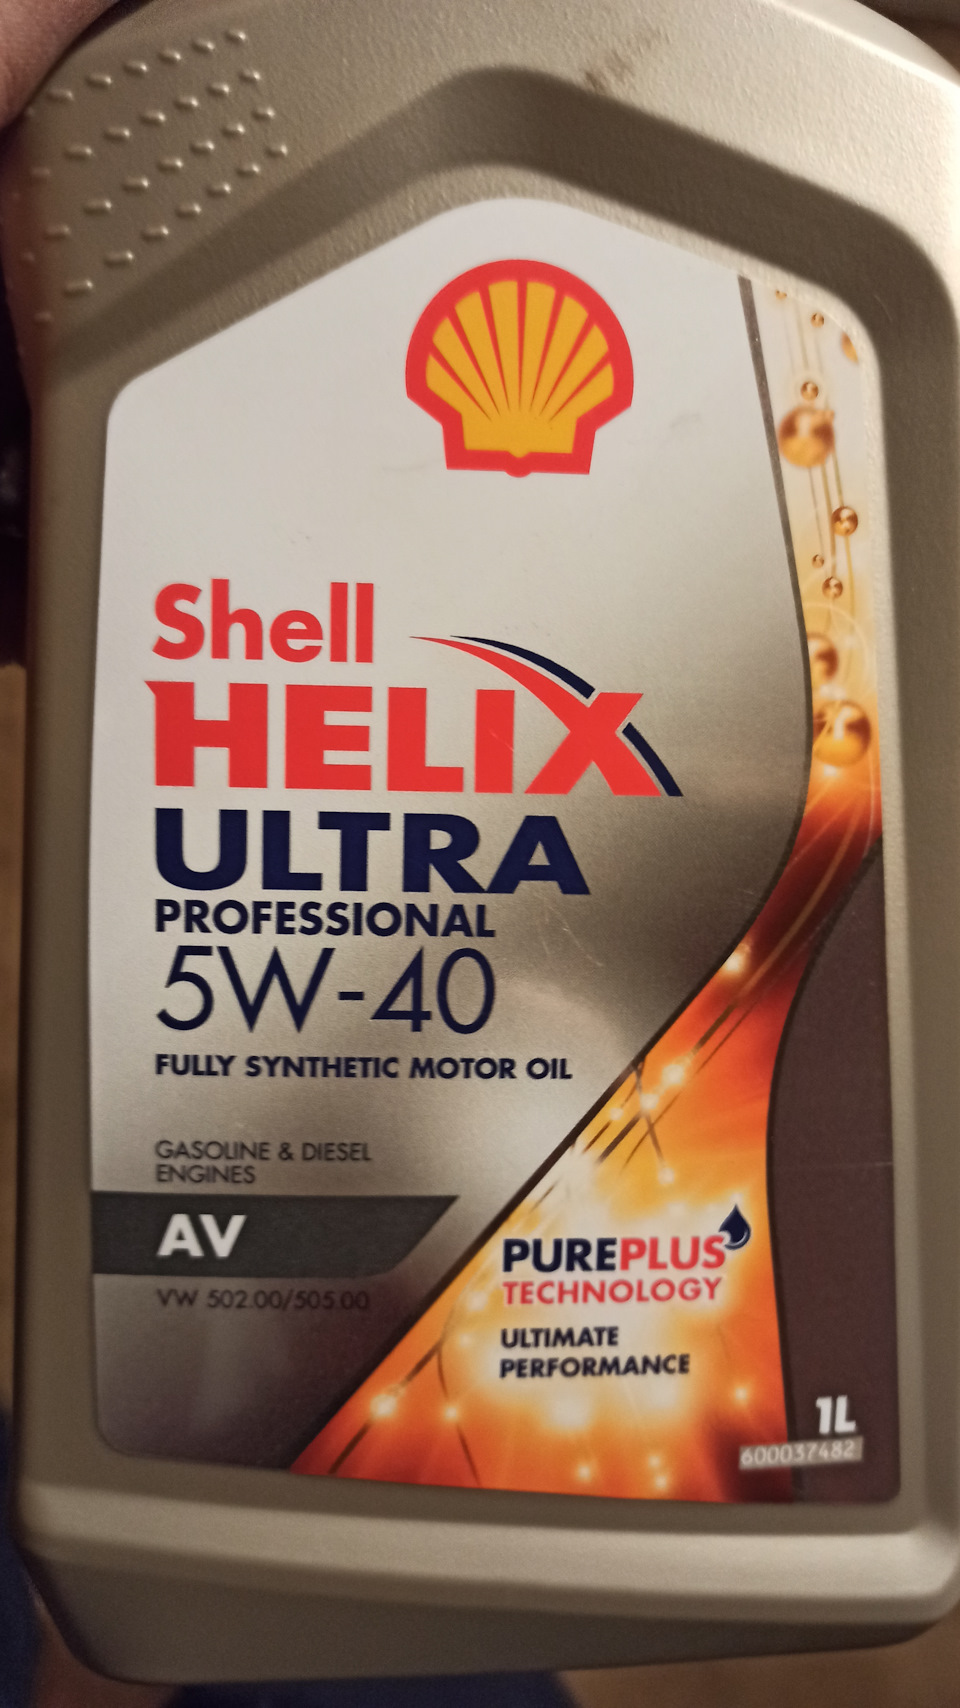 Shell
HELIX
ULTRA
PROFESSIONAL
5W-40
FULLY SYNTHETIC MOTOR OIL
GASOLINE & DIESEL
ENGINES
AV
VW 502.00/505.00
PUREPLUS
TECHNOLOGY
ULTIMATE
PERFORMANCE
1L
600037482